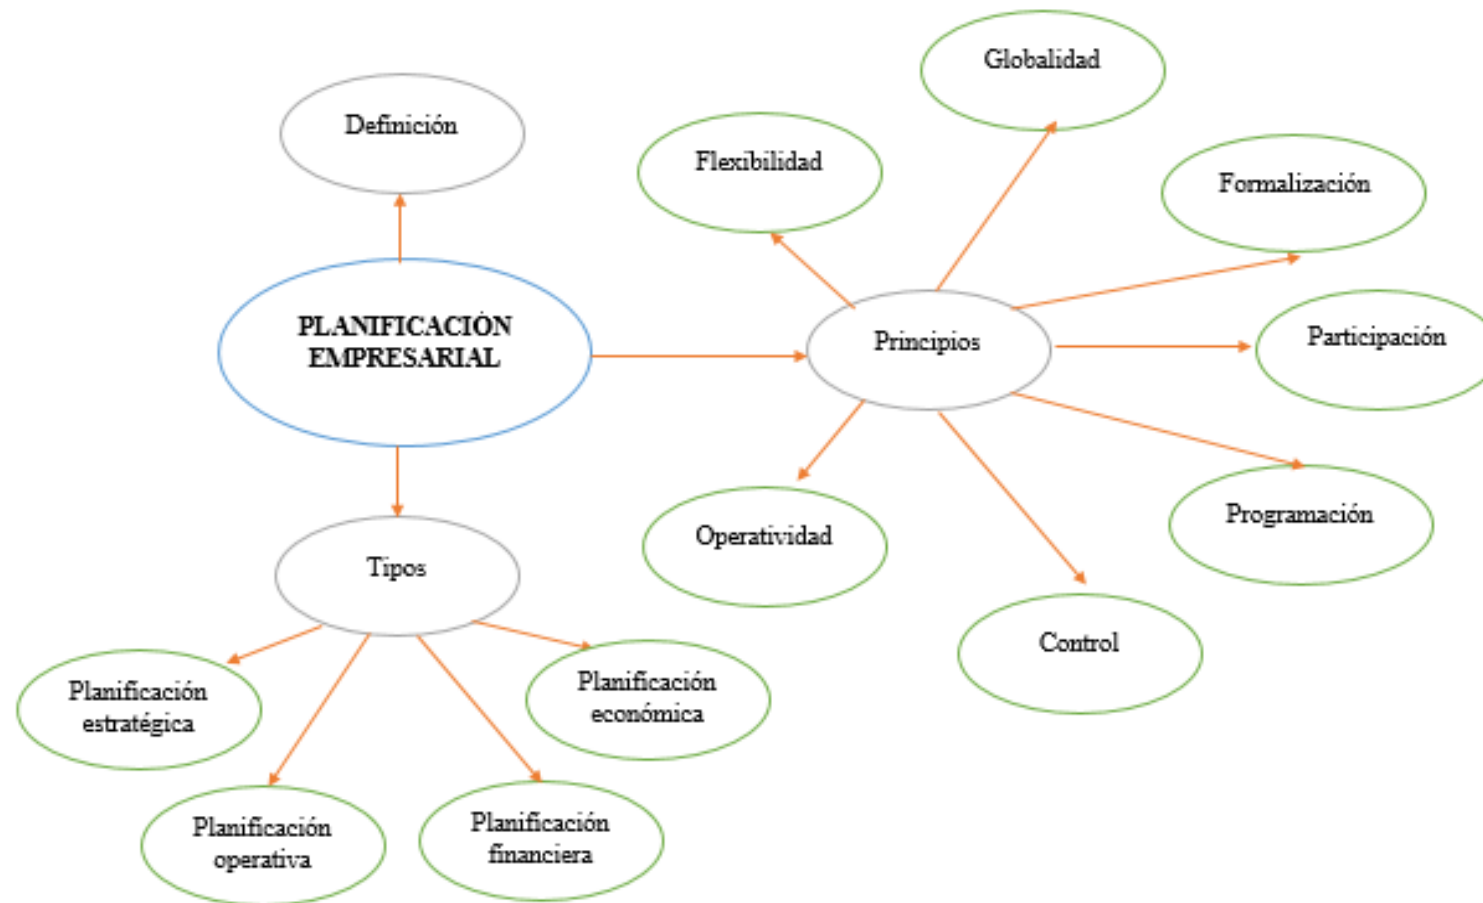 Globalidad
Definición
Flexibilidad
Formalización
PLANIFICACIÓN
EMPRESARIAL
Principios
Participación
Programación
Operatividad
Tipos
Control
Planificación
estratégica
Planificación
económica
Planificación
operativa
Planificación
financiera